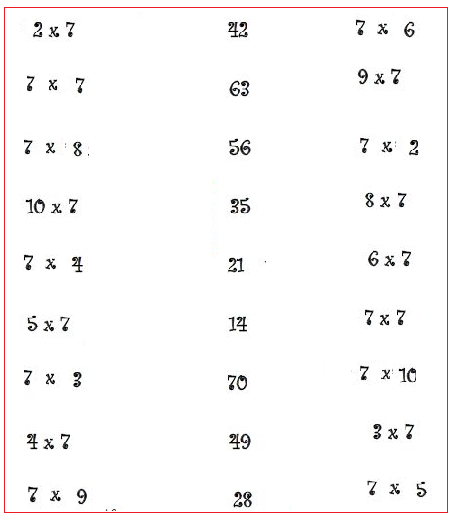 2 x 7 42 7 x 6
7 x 7 63 9 x 7
7 x 8 56 7 x 2
10 x 7 35 8 x 7
7 x 4 21 6 x 7
5 x 7 14 7 x 7
7 x 3 70 7 x 10
4 x 7 49 3 x 7
7 x 9 28 7 x 5